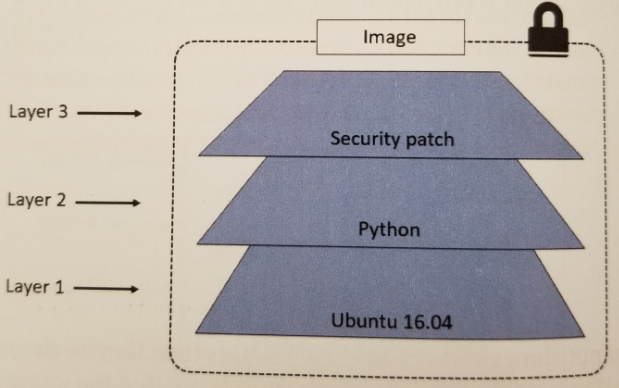 Image
Layer 3
Security patch
Layer 2
Python
Layer 1
Ubuntu 16.04